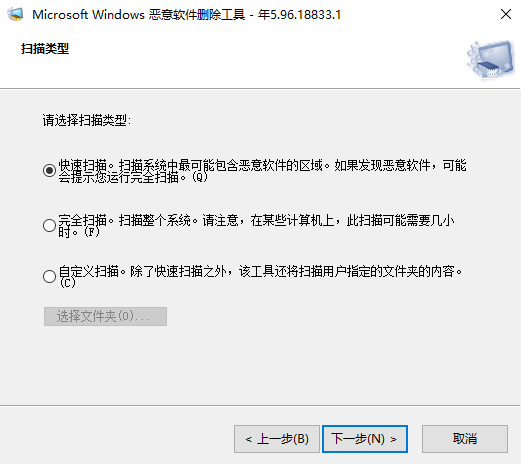 Microsoft Windows 恶意软件删除工具 - 年5.96.18833.1
扫描类型
请选择扫描类型:
快速扫描。扫描系统中最可能包含恶意软件的区域。如果发现恶意软件，可能
会提示您运行完全扫描。(Q)
完全扫描。扫描整个系统。请注意，在某些计算机上，此扫描可能需要几小
时。(F)
自定义扫描。除了快速扫描之外，该工具还将扫描用户指定的文件夹的内容。
(C)
选择文件夹(O)...
< 上一步(B)
下一步(N) >
取消